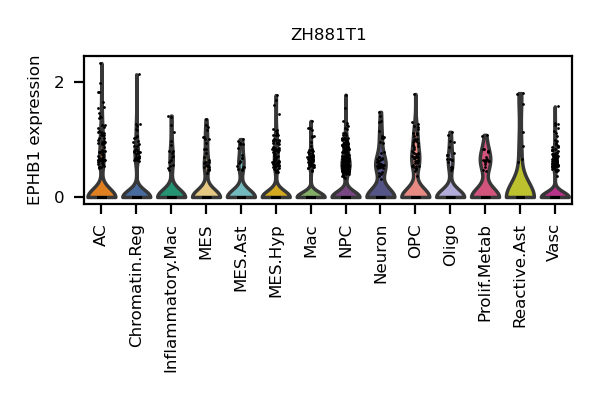 ZH881T1
EPHB1 expression
2
0
AC
Chromatin.Reg
Inflammatory.Mac
MES
MES.Ast
MES.Hyp
Mac
NPC
Neuron
OPC
Oligo
Prolif.Metab
Reactive.Ast
Vasc